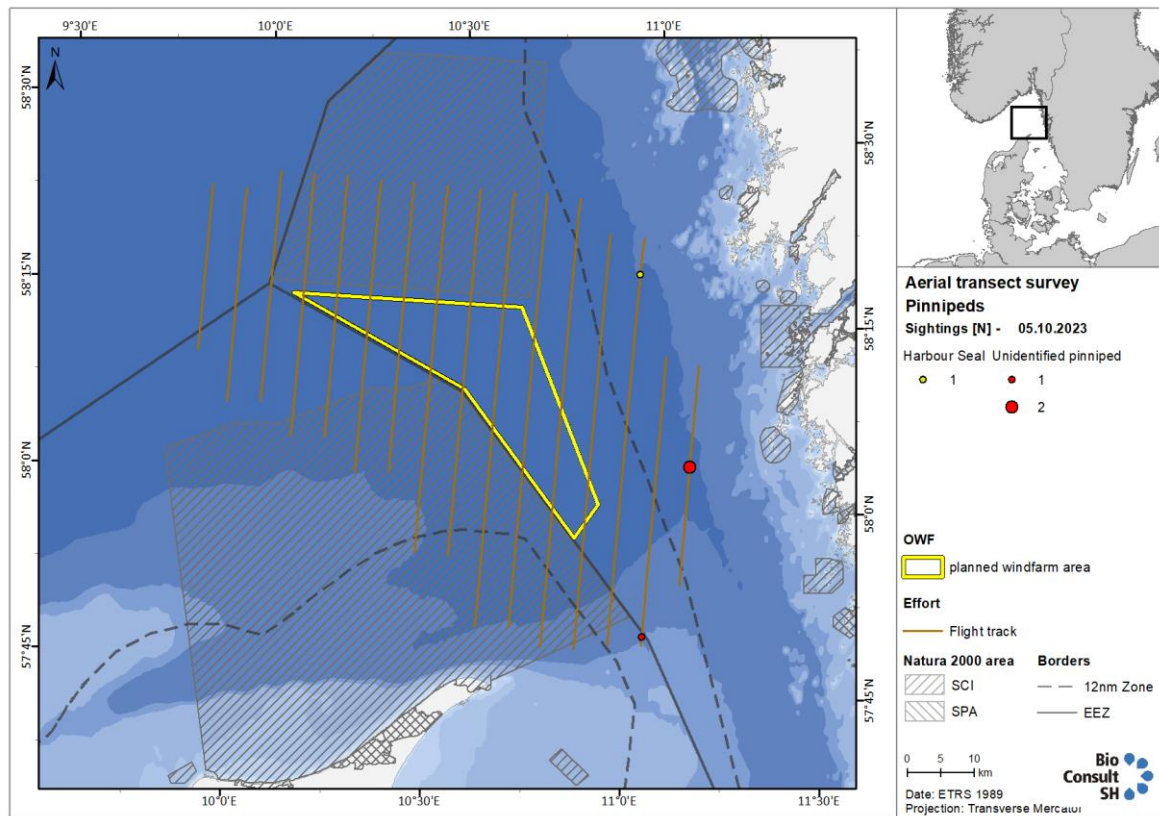 9°30'E 10°0'E 10°30'E 11°0'E
N
58°30'N
58°15'N
58°0'N
57°45'N
58°30'N
58°15'N
58°0'N
57°45'N
10°0'E 10°30'E 11°0'E 11°30'E
Aerial transect survey
Pinnipeds
Sightings [N] - 05.10.2023
Harbour Seal Unidentified pinniped
1 1
2
OWF
planned windfarm area
Effort
Flight track
Natura 2000 area Borders
SCI 12nm Zone
SPA EEZ
0 5 10
km
Bio
Consult
SH
Date: ETRS 1989
Projection: Transverse Mercator